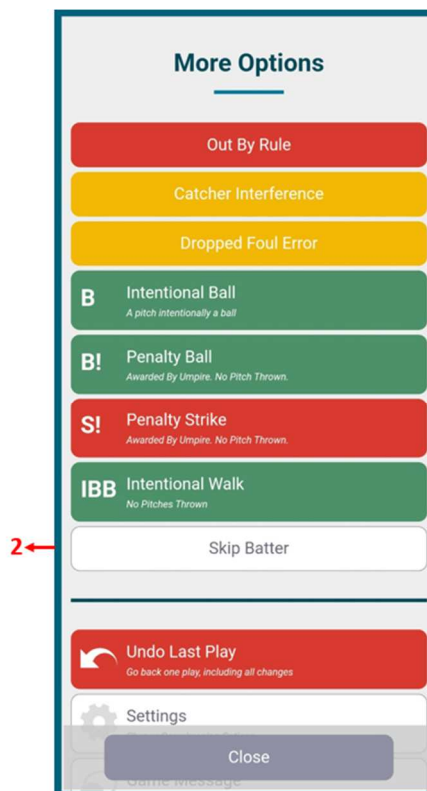 More Options
Out By Rule
Catcher Interference
Dropped Foul Error
B Intentional Ball
A pitch intentionally a ball
B! Penalty Ball
Awarded By Umpire. No Pitch Thrown.
S! Penalty Strike
Awarded By Umpire. No Pitch Thrown.
IBB Intentional Walk
No Pitches Thrown
2 Skip Batter
Undo Last Play
Go back one play, including all changes
Settings
Close
Game Message